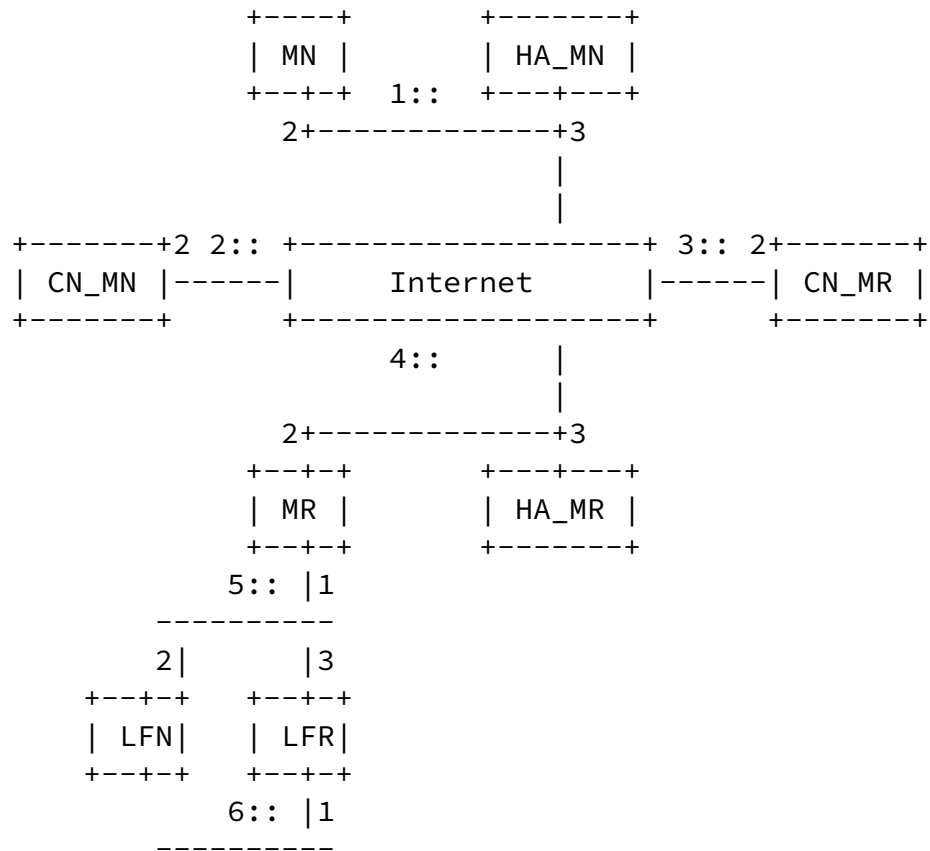 +----+       +-------+
               | MN |       | HA_MN |
               +--+-+  1::  +---+---+
                 2+-------------+3
                                |
                                |
  +-------+2 2:: +-------------------+ 3:: 2+-------+
  | CN_MN |------|     Internet      |------| CN_MR |
  +-------+      +-------------------+      +-------+
                       4::      |
                                |
                 2+-------------+3
               +--+-+       +---+---+
               | MR |       | HA_MR |
               +--+-+       +-------+
              5:: |1
          ----------
          2|      |3
      +--+-+   +--+-+
      | LFN|   | LFR|
      +--+-+   +--+-+
              6:: |1
          ----------